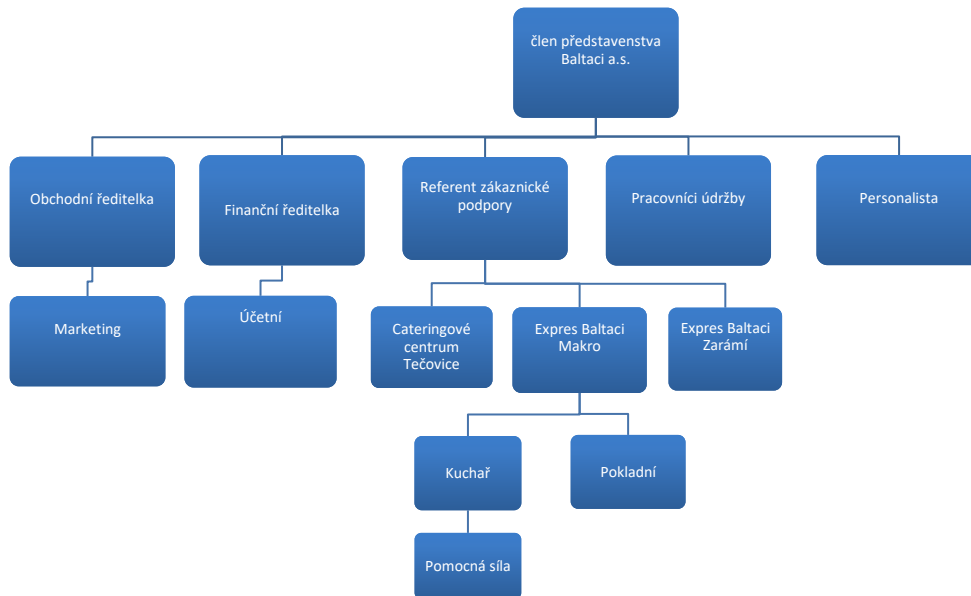 člen představenstva
Baltaci a.s.
Obchodní ředitelka
Finanční ředitelka
Referent zákaznické
podpory
Pracovníci údržby
Personalista
Marketing
Účetní
Cateringové
centrum
Tečovice
Expres Baltaci
Makro
Expres Baltaci
Zarámí
Kuchař
Pokladní
Pomocná síla